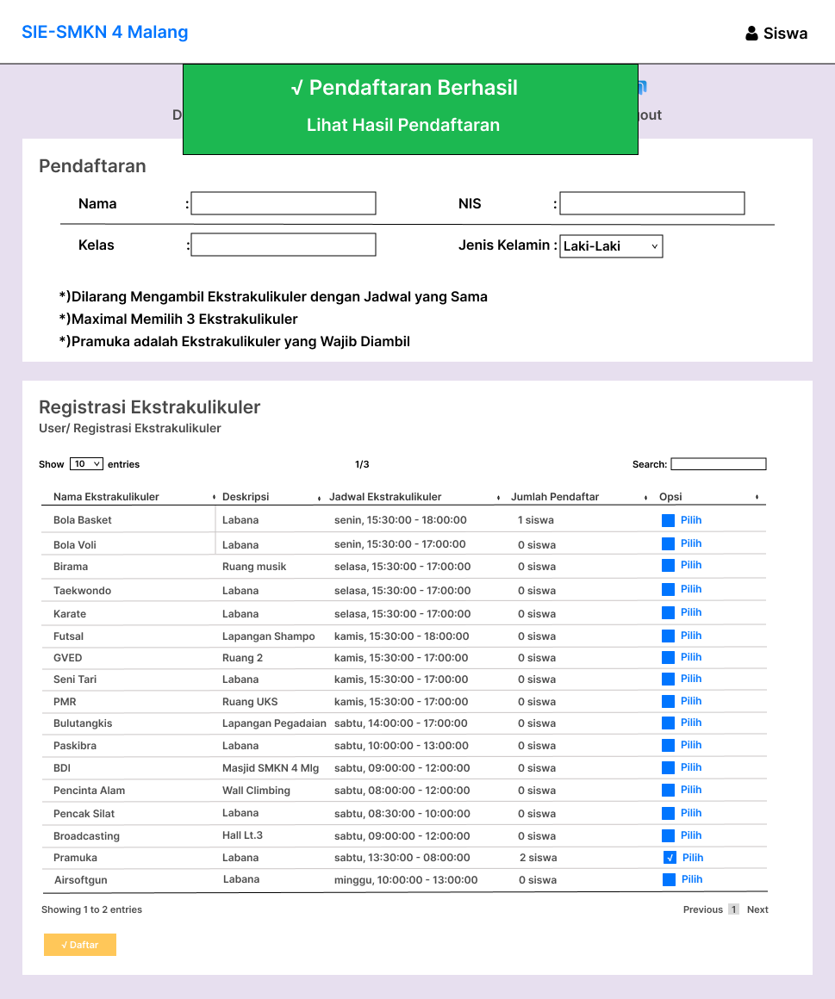 SIE-SMKN 4 Malang
Siswa
√ Pendaftaran Berhasil
Lihat Hasil Pendaftaran
Pendaftaran
Nama :
NIS :
Kelas :
Jenis Kelamin : Laki-Laki
*)Dilarang Mengambil Ekstrakulikuler dengan Jadwal yang Sama
*)Maximal Memilih 3 Ekstrakulikuler
*)Pramuka adalah Ekstrakulikuler yang Wajib Diambil
Registrasi Ekstrakulikuler
User/ Registrasi Ekstrakulikuler
Show 10 entries 1/3 Search:
Nama Ekstrakulikuler Deskripsi Jadwal Ekstrakulikuler Jumlah Pendaftar Opsi
Bola Basket Labana senin, 15:30:00 - 18:00:00 1 siswa Pilih
Bola Voli Labana senin, 15:30:00 - 17:00:00 0 siswa Pilih
Birama Ruang musik selasa, 15:30:00 - 17:00:00 0 siswa Pilih
Taekwondo Labana selasa, 15:30:00 - 17:00:00 0 siswa Pilih
Karate Labana selasa, 15:30:00 - 17:00:00 0 siswa Pilih
Futsal Lapangan Shampo kamis, 15:30:00 - 18:00:00 0 siswa Pilih
GVED Ruang 2 kamis, 15:30:00 - 17:00:00 0 siswa Pilih
Seni Tari Labana kamis, 15:30:00 - 17:00:00 0 siswa Pilih
PMR Ruang UKS kamis, 15:30:00 - 17:00:00 0 siswa Pilih
Bulutangkis Lapangan Pegadaian sabtu, 14:00:00 - 17:00:00 0 siswa Pilih
Paskibra Labana sabtu, 10:00:00 - 13:00:00 0 siswa Pilih
BDI Masjid SMKN 4 Mlg sabtu, 09:00:00 - 12:00:00 0 siswa Pilih
Pencinta Alam Wall Climbing sabtu, 08:00:00 - 12:00:00 0 siswa Pilih
Pencak Silat Labana sabtu, 08:30:00 - 10:00:00 0 siswa Pilih
Broadcasting Hall Lt.3 sabtu, 09:00:00 - 12:00:00 0 siswa Pilih
Pramuka Labana sabtu, 13:30:00 - 08:00:00 2 siswa √ Pilih
Airsoftgun Labana minggu, 10:00:00 - 13:00:00 0 siswa Pilih
Showing 1 to 2 entries Previous 1 Next
√ Daftar